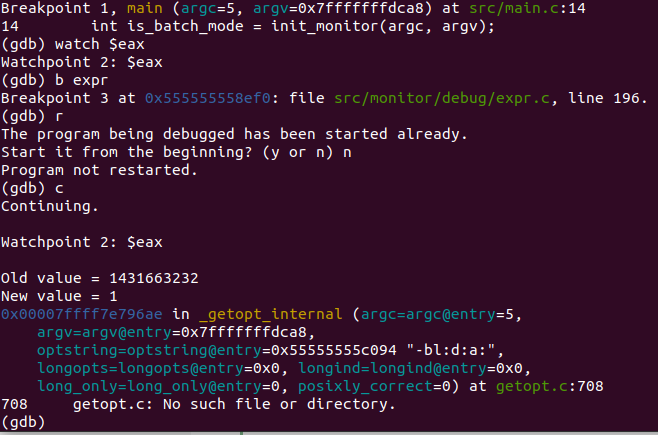 Breakpoint 1, main (argc=5, argv=0x7fffffffdca8) at src/main.c:14
14        int is_batch_mode = init_monitor(argc, argv);
(gdb) watch $eax
Watchpoint 2: $eax
(gdb) b expr
Breakpoint 3 at 0x555555558ef0: file src/monitor/debug/expr.c, line 196.
(gdb) r
The program being debugged has been started already.
Start it from the beginning? (y or n) n
Program not restarted.
(gdb) c
Continuing.

Watchpoint 2: $eax

Old value = 1431663232
New value = 1
0x00007ffff7e796ae in _getopt_internal (argc=argc@entry=5,
    argv=argv@entry=0x7fffffffdca8,
    optstring=optstring@entry=0x55555555c094 "-bl:d:a:",
    longopts=longopts@entry=0x0, longind=longind@entry=0x0,
    long_only=long_only@entry=0, posixly_correct=0) at getopt.c:708
708     getopt.c: No such file or directory.
(gdb)